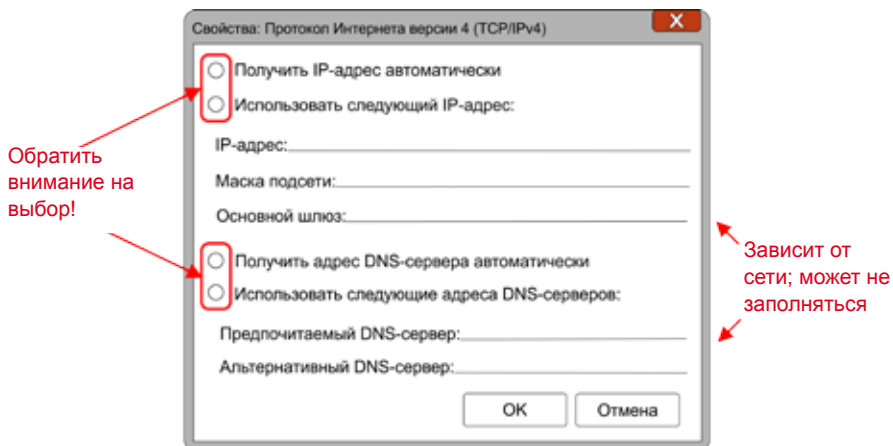 Свойства: Протокол Интернета версии 4 (TCP/IPv4)
X
Получить IP-адрес автоматически
Использовать следующий IP-адрес:
IP-адрес:
Маска подсети:
Основной шлюз:
Получить адрес DNS-сервера автоматически
Использовать следующие адреса DNS-серверов:
Предпочитаемый DNS-сервер:
Альтернативный DNS-сервер:
OK
Отмена
Обратить
внимание на
выбор!
Зависит от
сети; может не
заполняться